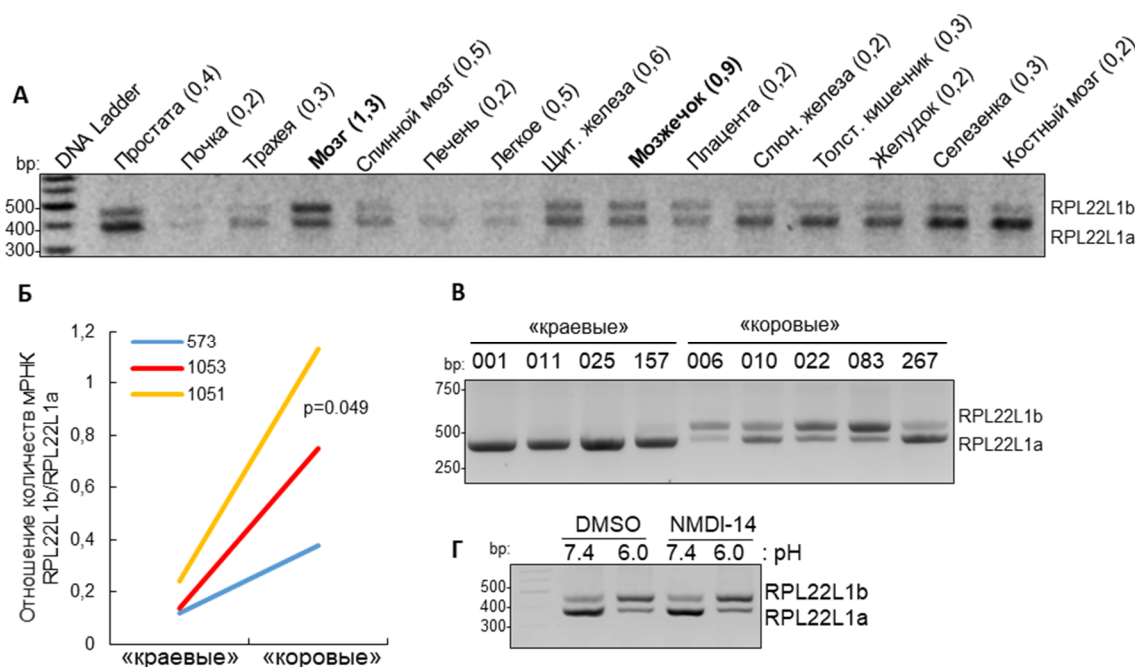 А
DNA Ladder
Простата (0,4)
Почка (0,2)
Трахея (0,3)
Мозг (1,3)
Спинной мозг (0,5)
Печень (0,2)
Легкое (0,5)
Щит. железа (0,6)
Мозжечок (0,9)
Плацента (0,2)
Слюн. железа (0,2)
Толст. кишечник (0,3)
Желудок (0,2)
Селезенка (0,3)
Костный мозг (0,2)
bp:
500
400
300
RPL22L1b
RPL22L1a
Б
Отношение количеств мРНК
RPL22L1b/RPL22L1a
1,2
1
0,8
0,6
0,4
0,2
0
573
1053
1051
p=0.049
«краевые» «коровые»
В
«краевые» «коровые»
bp: 001 011 025 157 006 010 022 083 267
750
500
250
RPL22L1b
RPL22L1a
Г
DMSO NMDI-14
bp: 7.4 6.0 7.4 6.0 : pH
500
400
300
RPL22L1b
RPL22L1a